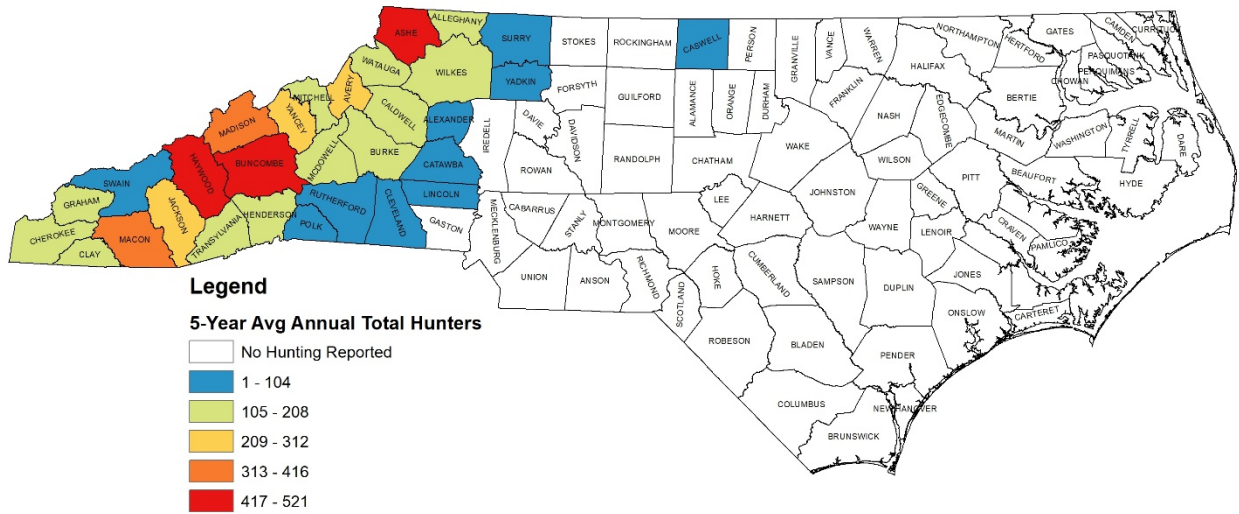 ALLEGHANY
ASHE
SURRY
STOKES
ROCKINGHAM
CASWELL
PERSON
GRANVILLE
VANCE
WARREN
NORTHAMPTON
HERTFORD
GATES
CAMDEN
CURRITUCK
PASQUOTANK
PERQUIMANS
CHOWAN
WATAUGA
WILKES
YADKIN
FORSYTH
GUILFORD
ALAMANCE
ORANGE
DURHAM
FRANKLIN
HALIFAX
BERTIE
MITCHELL
AVERY
YANCEY
MADISON
CALDWELL
ALEXANDER
IREDELL
DAVIE
DAVIDSON
RANDOLPH
CHATHAM
WAKE
NASH
EDGECOMBE
MARTIN
WASHINGTON
TYRRELL
DARE
HAYWOOD
BUNCOMBE
MCDOWELL
BURKE
CATAWBA
ROWAN
WILSON
PITT
BEAUFORT
HYDE
SWAIN
GRAHAM
JACKSON
HENDERSON
RUTHERFORD
LINCOLN
CLEVELAND
POLK
GASTON
MECKLENBURG
CABARRUS
STANLY
MONTGOMERY
MOORE
LEE
HARNETT
JOHNSTON
GREENE
WAYNE
LENOIR
CRAVEN
PAMLICO
CHEROKEE
CLAY
MACON
TRANSYLVANIA
UNION
ANSON
RICHMOND
SCOTLAND
HOKE
CUMBERLAND
SAMPSON
DUPLIN
JONES
ONSLOW
CARTERET
ROBESON
BLADEN
PENDER
COLUMBUS
NEW HANOVER
BRUNSWICK
Legend
5-Year Avg Annual Total Hunters
No Hunting Reported
1 - 104
105 - 208
209 - 312
313 - 416
417 - 521